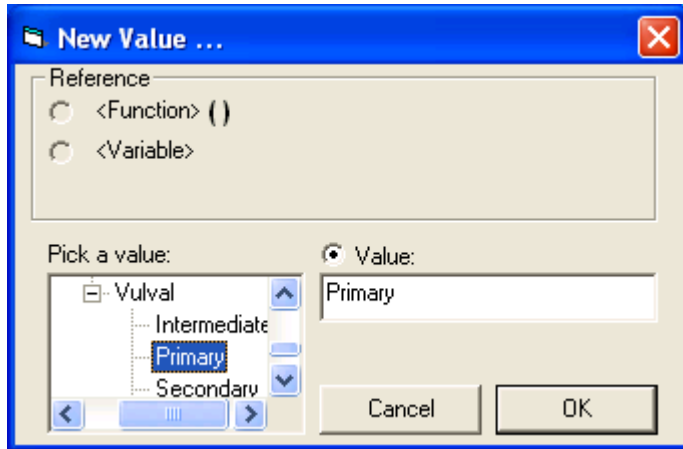 New Value ...
Reference
<Function> ()
<Variable>
Pick a value:
Value:
Vulval
Primary
Intermediate
Primary
Secondary
Cancel
OK